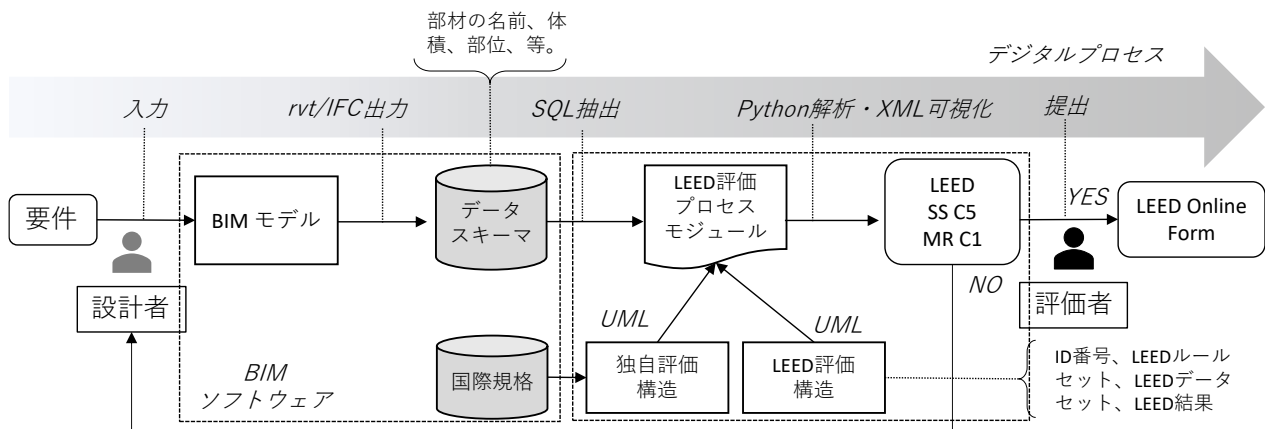 部材の名前、体
積、部位、等。
デジタルプロセス
入力
rvt/IFC出力
SQL抽出
Python解析・XML可視化
提出
要件
BIM モデル
データ
スキーマ
LEED評価
プロセス
モジュール
LEED
SS C5
MR C1
YES
LEED Online
Form
NO
設計者
評価者
UML
UML
BIM
ソフトウェア
国際規格
独自評価
構造
LEED評価
構造
ID番号、LEEDルール
セット、LEEDデータ
セット、LEED結果